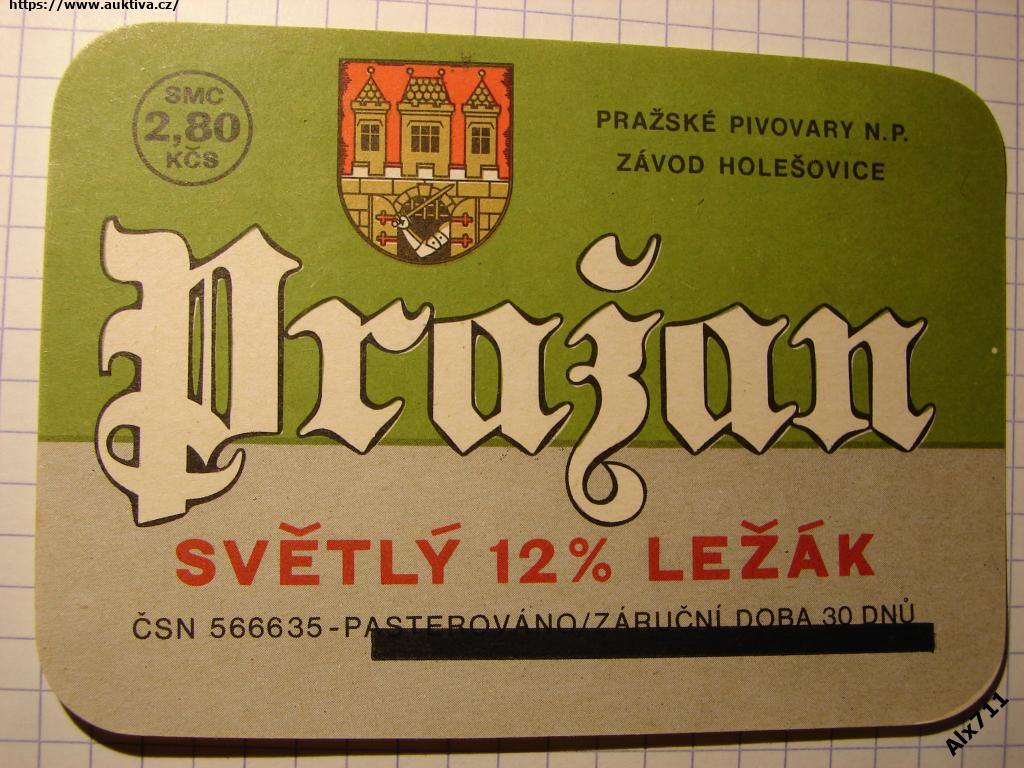 https://www.auktiva.cz/
SMC
2,80
KČS
PRAŽSKÉ PIVOVARY N.P.
ZÁVOD HOLEŠOVICE
Pražan
SVĚTLÝ 12% LEŽÁK
ČSN 566635-PASTEROVÁNO/ZÁRUČNÍ DOBA 30 DNŮ
Alx711